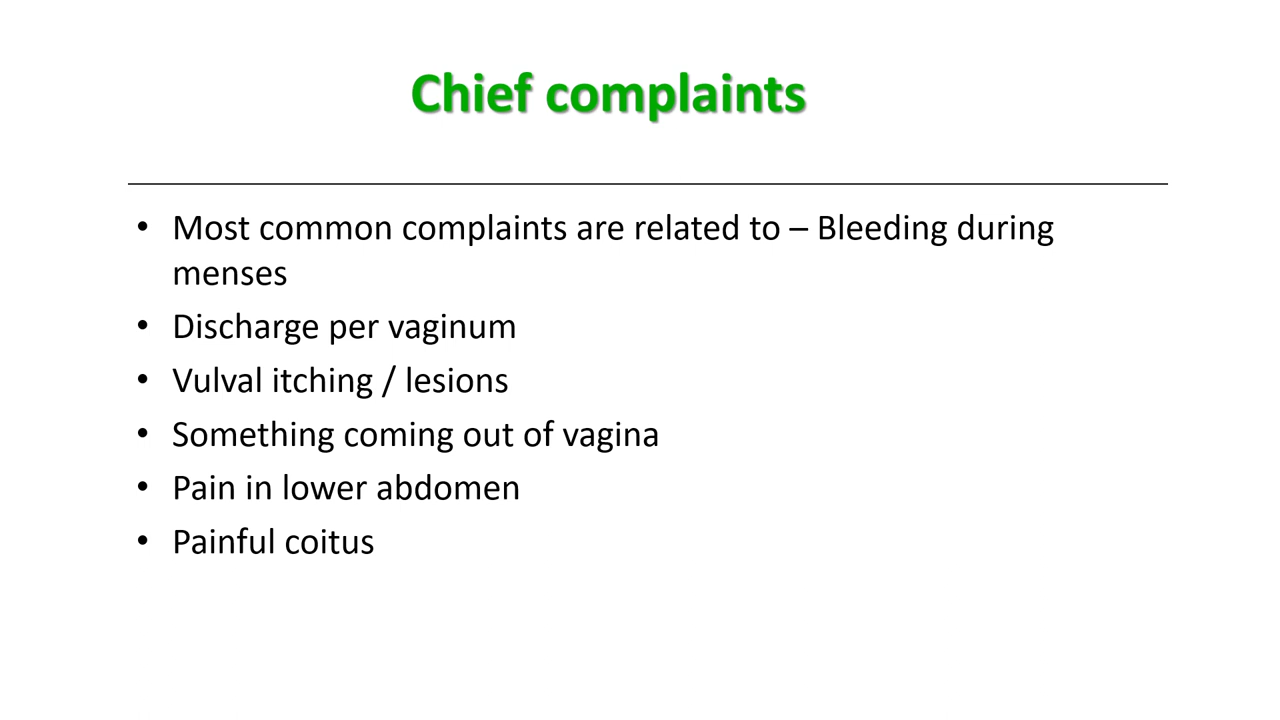 Chief complaints
• Most common complaints are related to – Bleeding during
menses
• Discharge per vaginum
• Vulval itching / lesions
• Something coming out of vagina
• Pain in lower abdomen
• Painful coitus